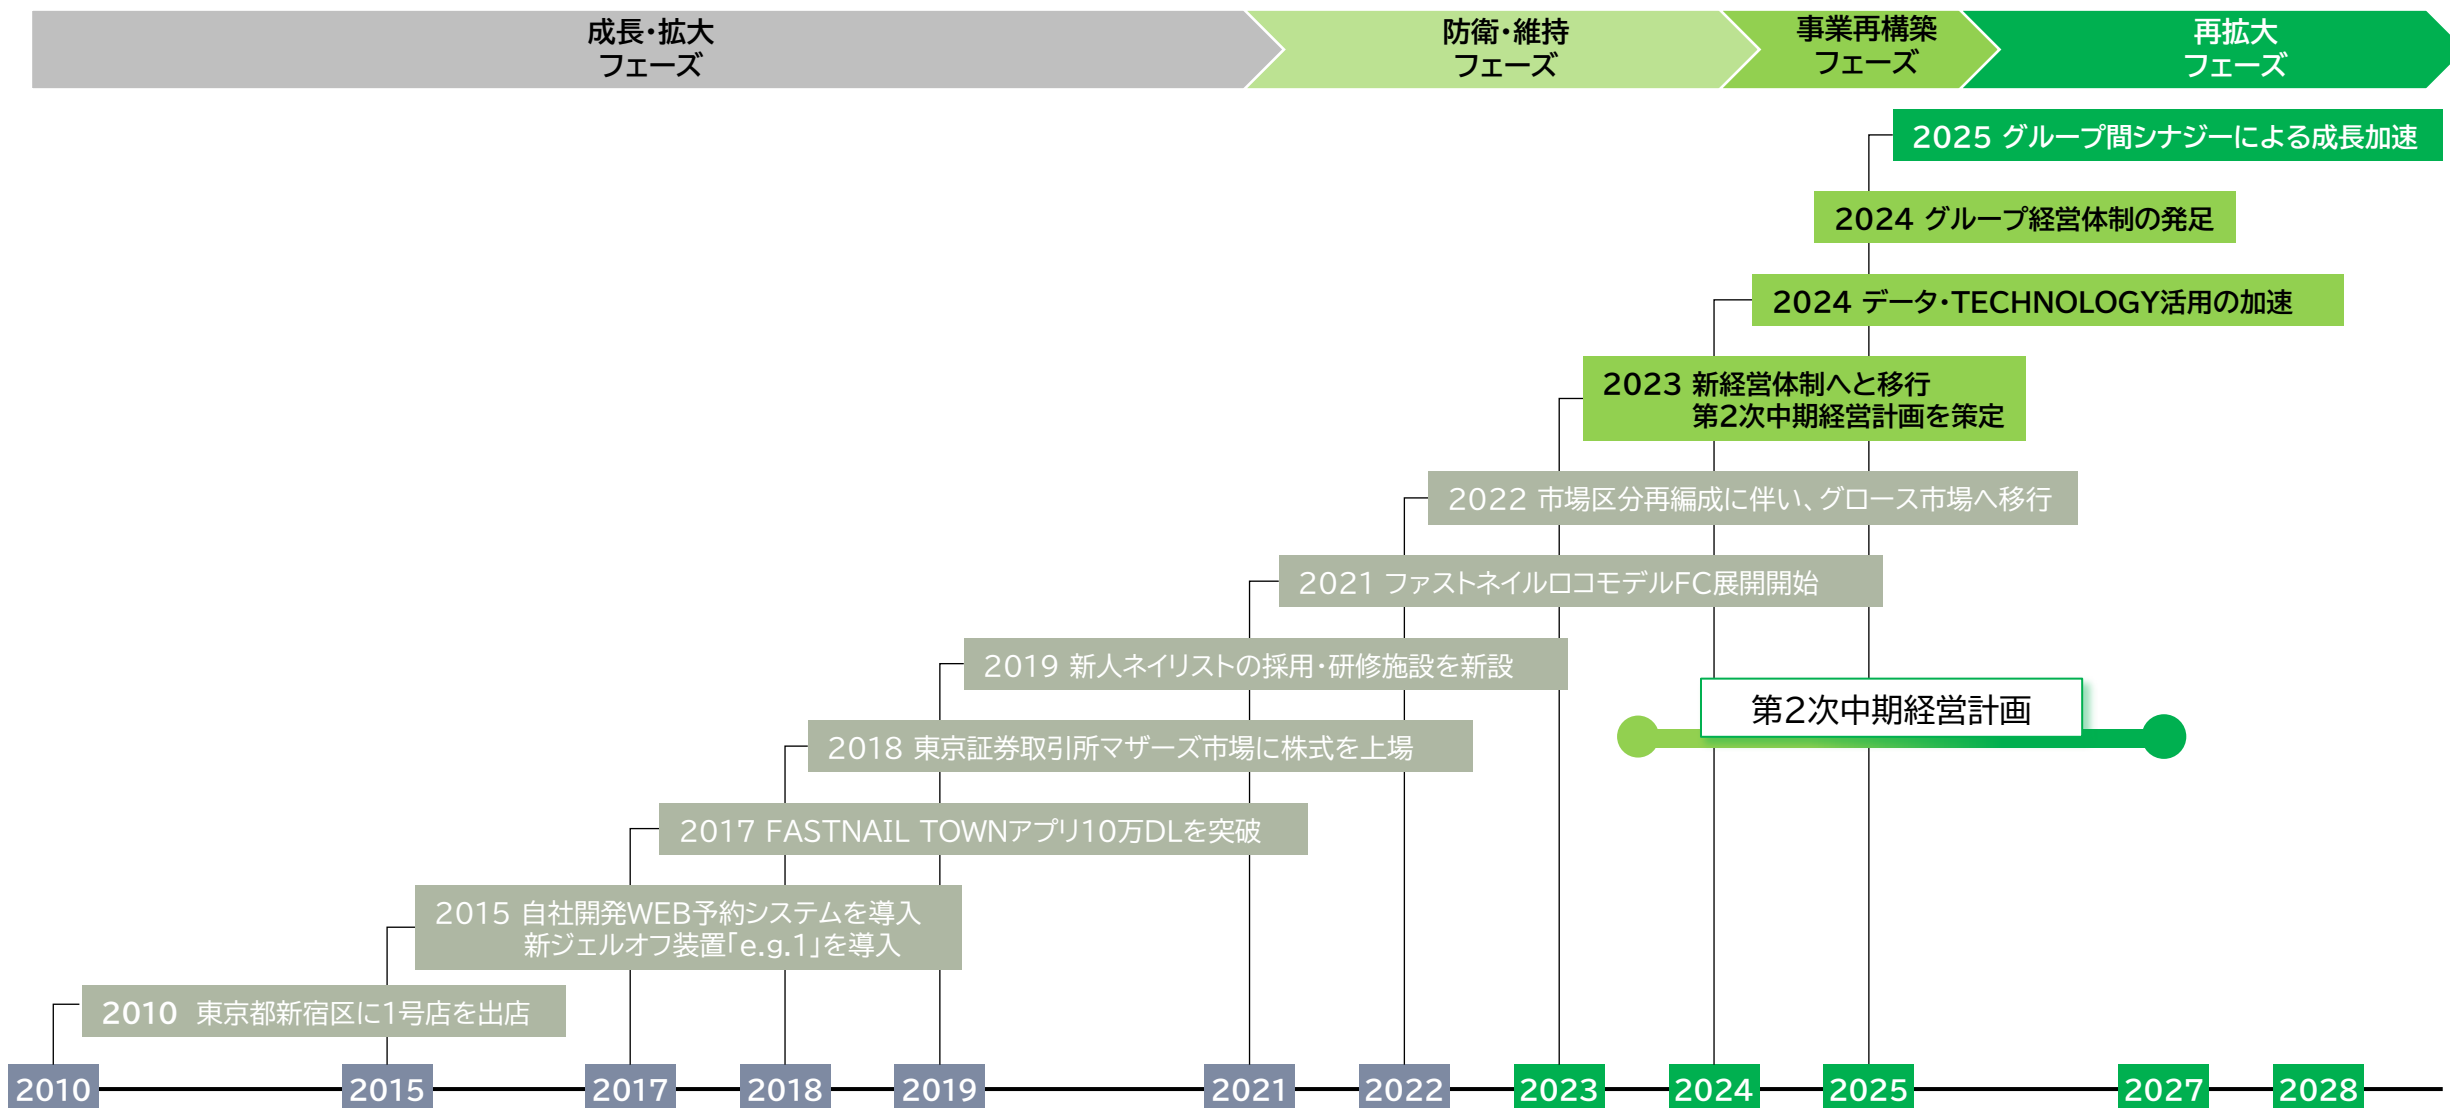 成長・拡大
フェーズ
防衛・維持
フェーズ
事業再構築
フェーズ
再拡大
フェーズ
2025 グループ間シナジーによる成長加速
2024 グループ経営体制の発足
2024 データ・TECHNOLOGY活用の加速
2023 新経営体制へと移行
第2次中期経営計画を策定
2022 市場区分再編成に伴い、グロース市場へ移行
2021 ファストネイルロコモデルFC展開開始
2019 新人ネイリストの採用・研修施設を新設
第2次中期経営計画
2018 東京証券取引所マザーズ市場に株式を上場
2017 FASTNAIL TOWNアプリ10万DLを突破
2015 自社開発WEB予約システムを導入
新ジェルオフ装置「e.g.1」を導入
2010 東京都新宿区に1号店を出店
2010 2015 2017 2018 2019 2021 2022 2023 2024 2025 2027 2028